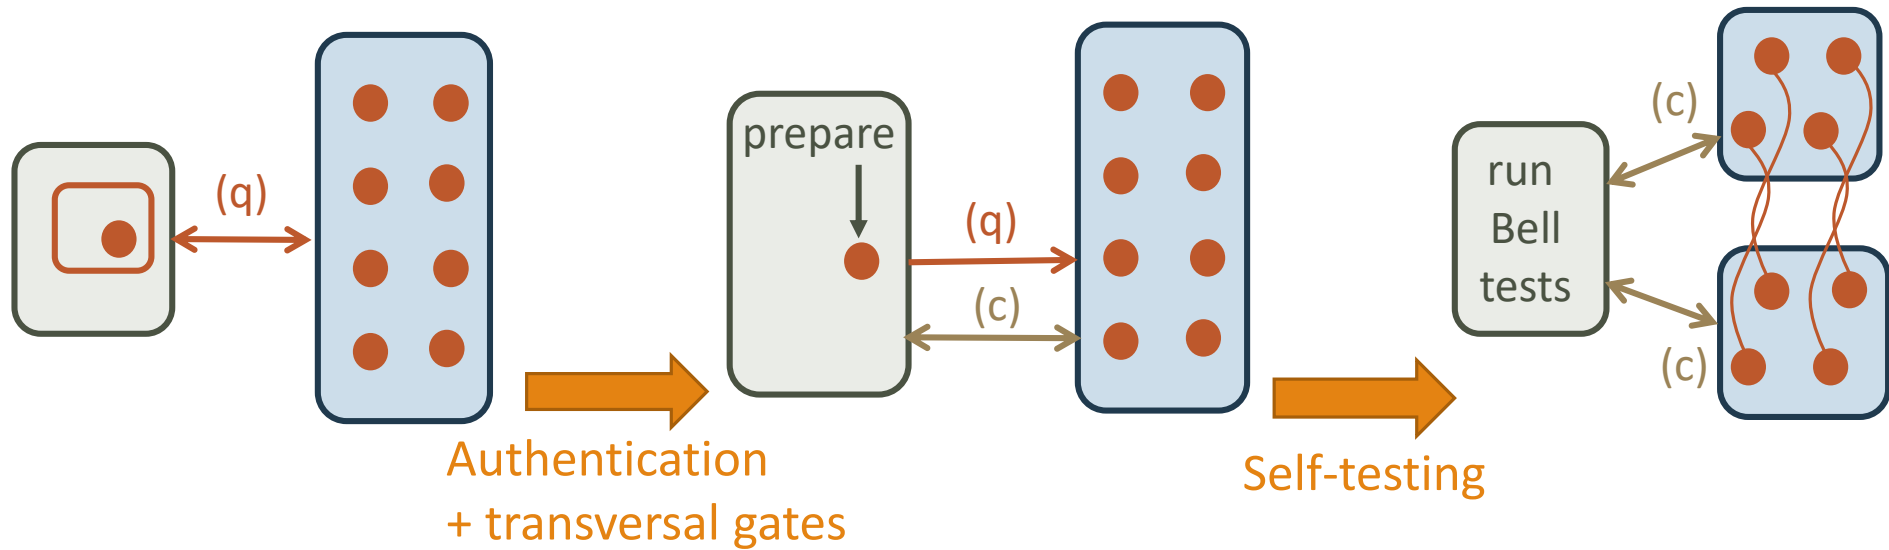 (q)
Authentication
+ transversal gates
prepare
(q)
(c)
Self-testing
run
Bell
tests
(c)
(c)